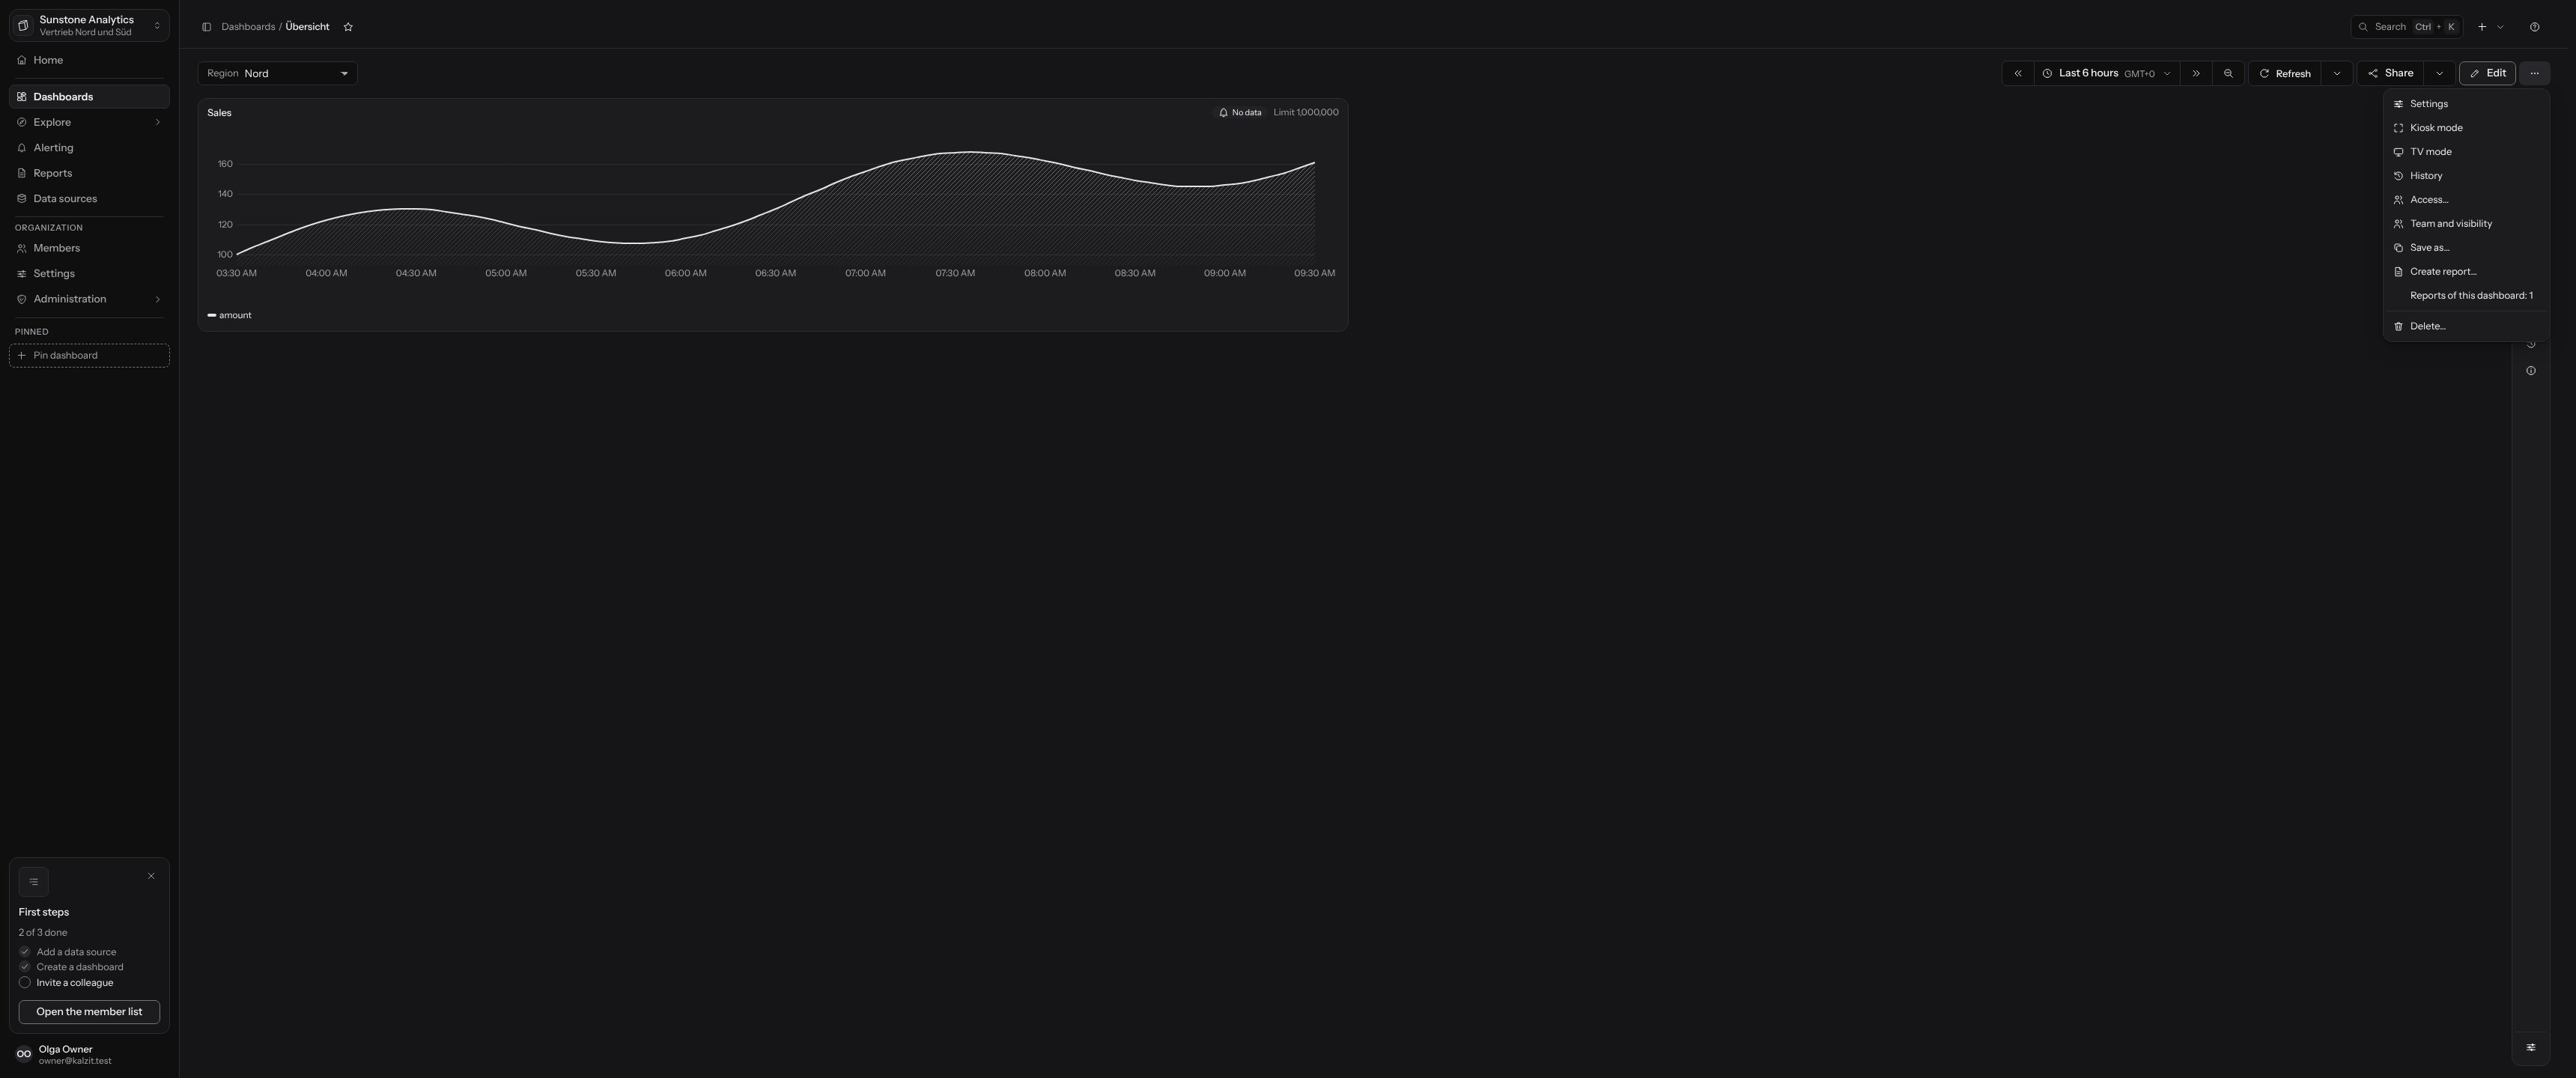 Sunstone Analytics
Vertrieb Nord und Süd
Home
Dashboards
Explore
Alerting
Reports
Data sources
ORGANIZATION
Members
Settings
Administration
PINNED
Pin dashboard
First steps
2 of 3 done
Add a data source
Create a dashboard
Invite a colleague
Open the member list
OO
Olga Owner
owner@kalzit.test
Dashboards / Übersicht
Search Ctrl + K
Region Nord
Last 6 hours GMT+0
Refresh
Share
Edit
Sales
No data
Limit 1,000,000
160
140
120
100
03:30 AM 04:00 AM 04:30 AM 05:00 AM 05:30 AM 06:00 AM 06:30 AM 07:00 AM 07:30 AM 08:00 AM 08:30 AM 09:00 AM 09:30 AM
amount
Settings
Kiosk mode
TV mode
History
Access...
Team and visibility
Save as...
Create report...
Reports of this dashboard: 1
Delete...